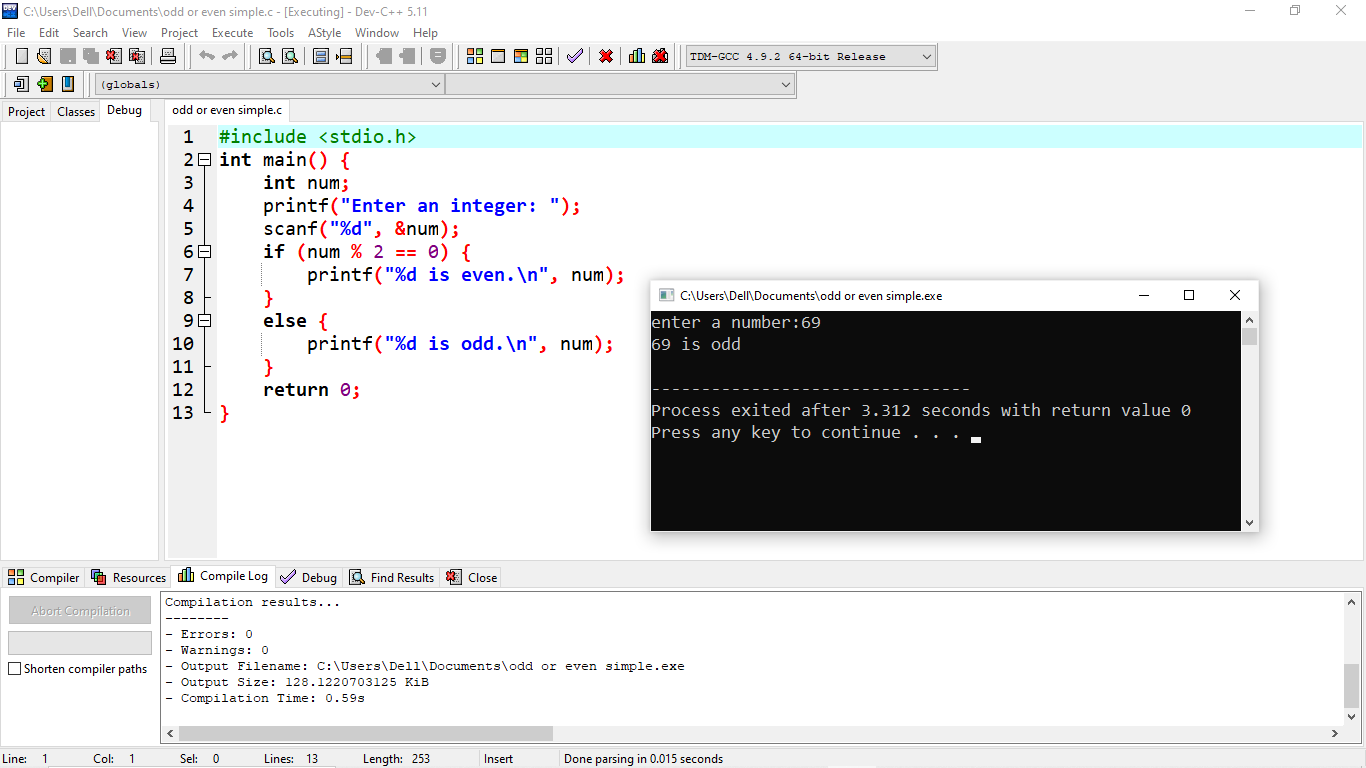 C:\Users\Dell\Documents\odd or even simple.c - [Executing] - Dev-C++ 5.11
File Edit Search View Project Execute Tools AStyle Window Help
TDM-GCC 4.9.2 64-bit Release
(globals)
Project Classes Debug
odd or even simple.c
1 #include <stdio.h>
2 int main() {
3 int num;
4 printf("Enter an integer: ");
5 scanf("%d", &num);
6 if (num % 2 == 0) {
7 printf("%d is even.\n", num);
8 }
9 else {
10 printf("%d is odd.\n", num);
11 }
12 return 0;
13 }
C:\Users\Dell\Documents\odd or even simple.exe
enter a number:69
69 is odd
--------------------------------
Process exited after 3.312 seconds with return value 0
Press any key to continue . . .
Compiler Resources Compile Log Debug Find Results Close
Abort Compilation
Shorten compiler paths
Compilation results...
--------
- Errors: 0
- Warnings: 0
- Output Filename: C:\Users\Dell\Documents\odd or even simple.exe
- Output Size: 128.1220703125 KiB
- Compilation Time: 0.59s
Line: 1 Col: 1 Sel: 0 Lines: 13 Length: 253 Insert Done parsing in 0.015 seconds